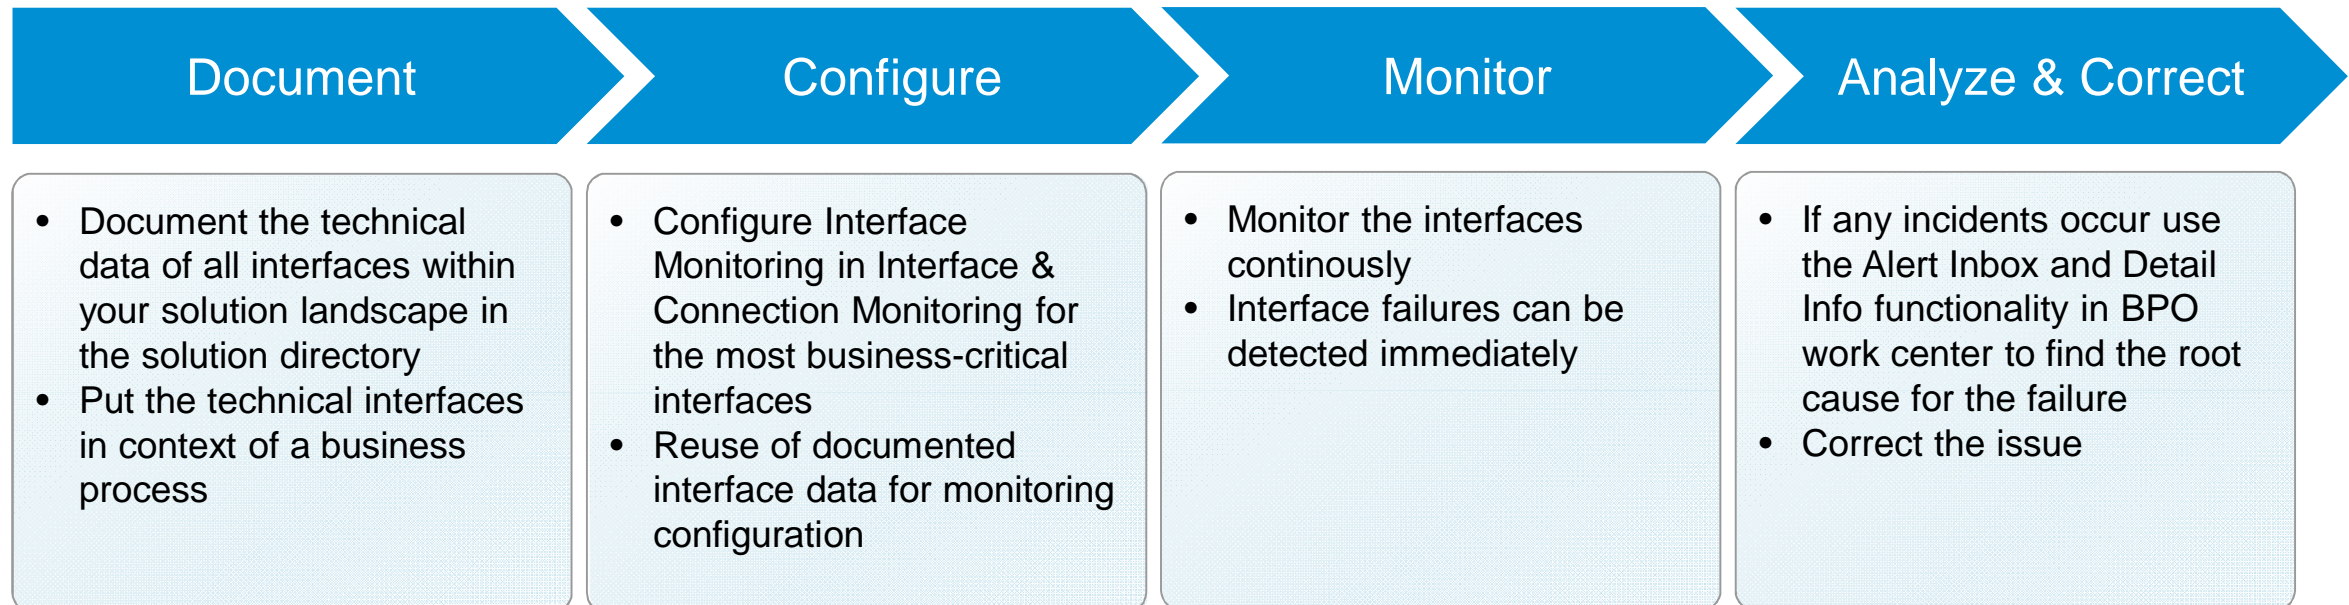 Document
Configure
Monitor
Analyze & Correct
• Document the technical
data of all interfaces within
your solution landscape in
the solution directory
• Put the technical interfaces
in context of a business
process
• Configure Interface
Monitoring in Interface &
Connection Monitoring for
the most business-critical
interfaces
• Reuse of documented
interface data for monitoring
configuration
• Monitor the interfaces
continously
• Interface failures can be
detected immediately
• If any incidents occur use
the Alert Inbox and Detail
Info functionality in BPO
work center to find the root
cause for the failure
• Correct the issue